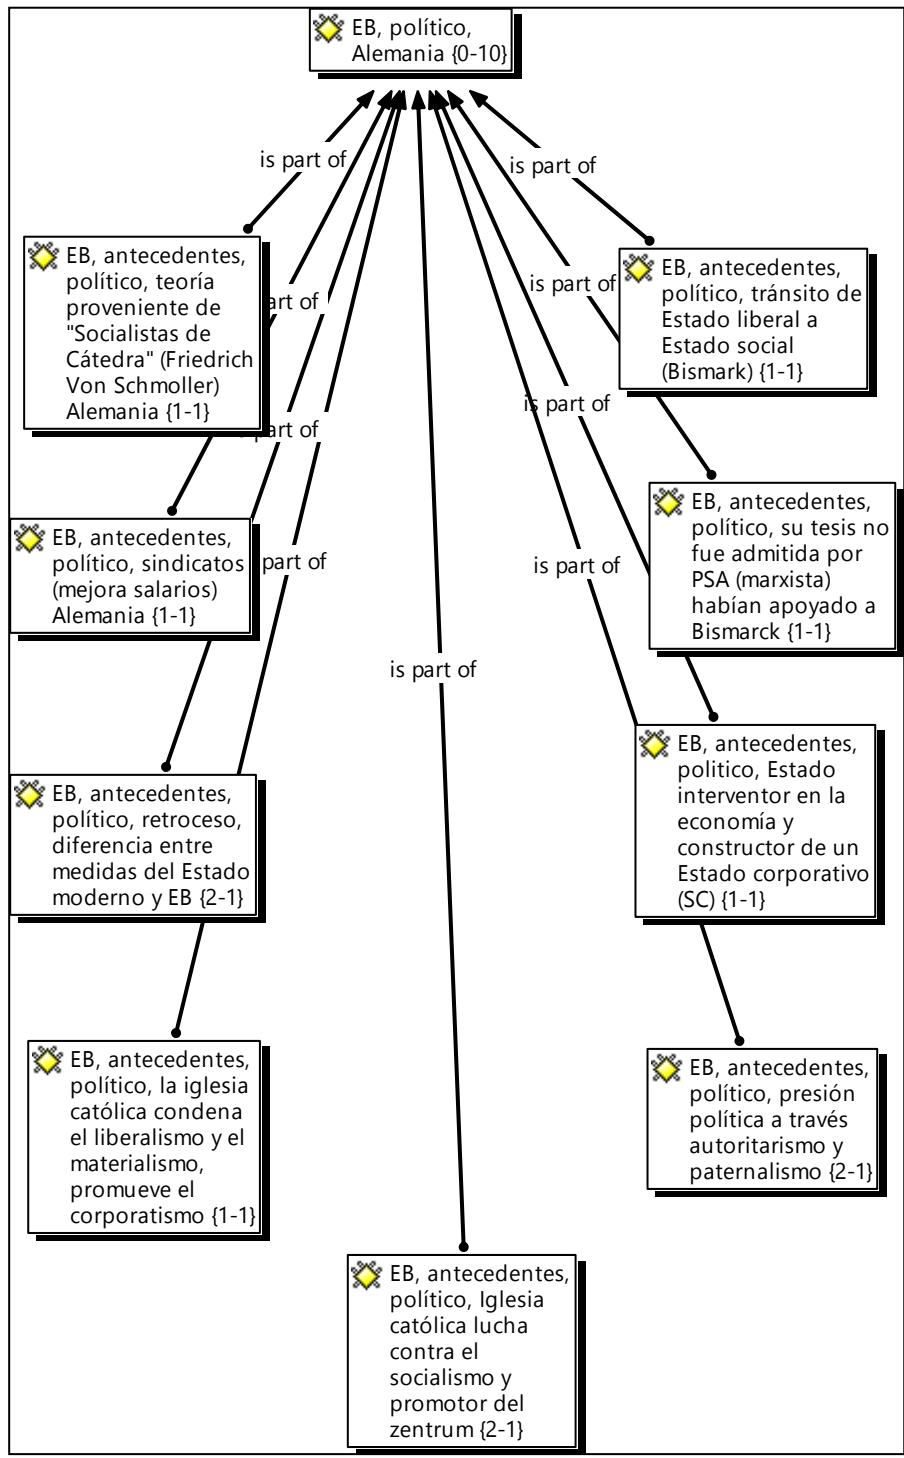 EB, político,
Alemania {0-10}
is part of
is part of
EB, antecedentes,
político, teoría
proveniente de
"Socialistas de
Cátedra" (Friedrich
Von Schmoller)
Alemania {1-1}
art of
is part of
EB, antecedentes,
político, tránsito de
Estado liberal a
Estado social
(Bismark) {1-1}
part of
is part of
EB, antecedentes,
político, sindicatos
(mejora salarios)
Alemania {1-1}
part of
is part of
EB, antecedentes,
político, su tesis no
fue admitida por
PSA (marxista)
habían apoyado a
Bismarck {1-1}
is part of
EB, antecedentes,
político, retroceso,
diferencia entre
medidas del Estado
moderno y EB {2-1}
EB, antecedentes,
politico, Estado
interventor en la
economía y
constructor de un
Estado corporativo
(SC) {1-1}
EB, antecedentes,
político, la iglesia
católica condena
el liberalismo y el
materialismo,
promueve el
corporatismo {1-1}
EB, antecedentes,
político, presión
política a través
autoritarismo y
paternalismo {2-1}
EB, antecedentes,
político, Iglesia
católica lucha
contra el
socialismo y
promotor del
zentrum {2-1}